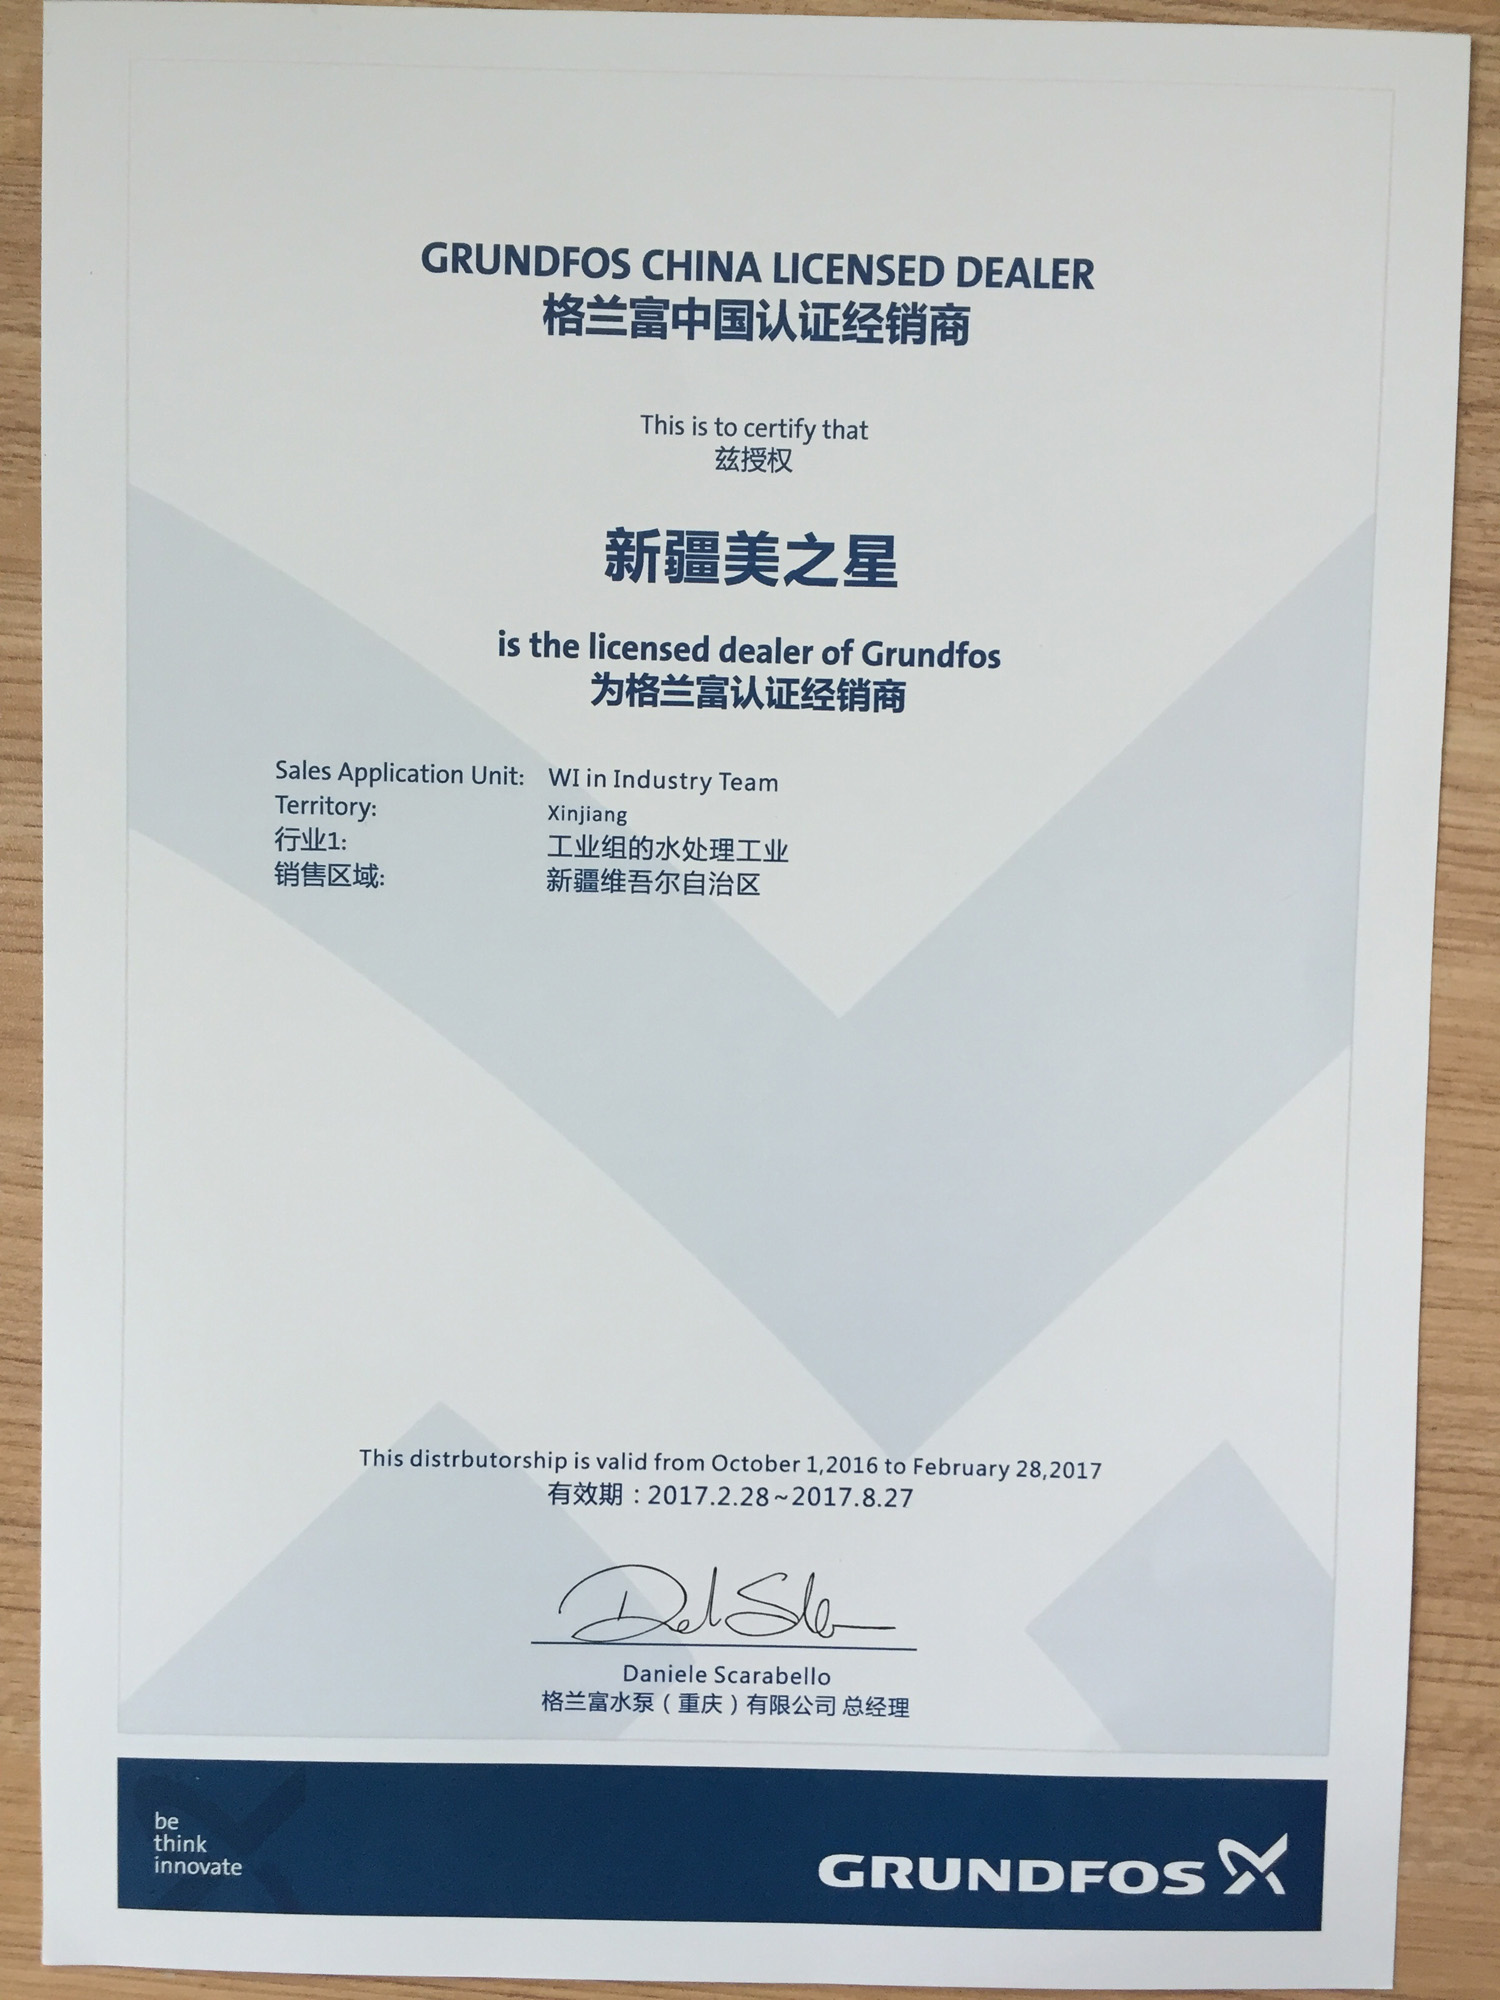 GRUNDFOS CHINA LICENSED DEALER
格兰富中国认证经销商
This is to certify that
兹授权
新疆美之星
is the licensed dealer of Grundfos
为格兰富认证经销商
Sales Application Unit: WI in Industry Team
Territory: Xinjiang
行业1: 工业组的水处理工业
销售区域: 新疆维吾尔自治区
This distrbutorship is valid from October 1,2016 to February 28,2017
有效期：2017.2.28~2017.8.27
Daniele Scarabello
格兰富水泵（重庆）有限公司 总经理
be
think
innovate
GRUNDFOS